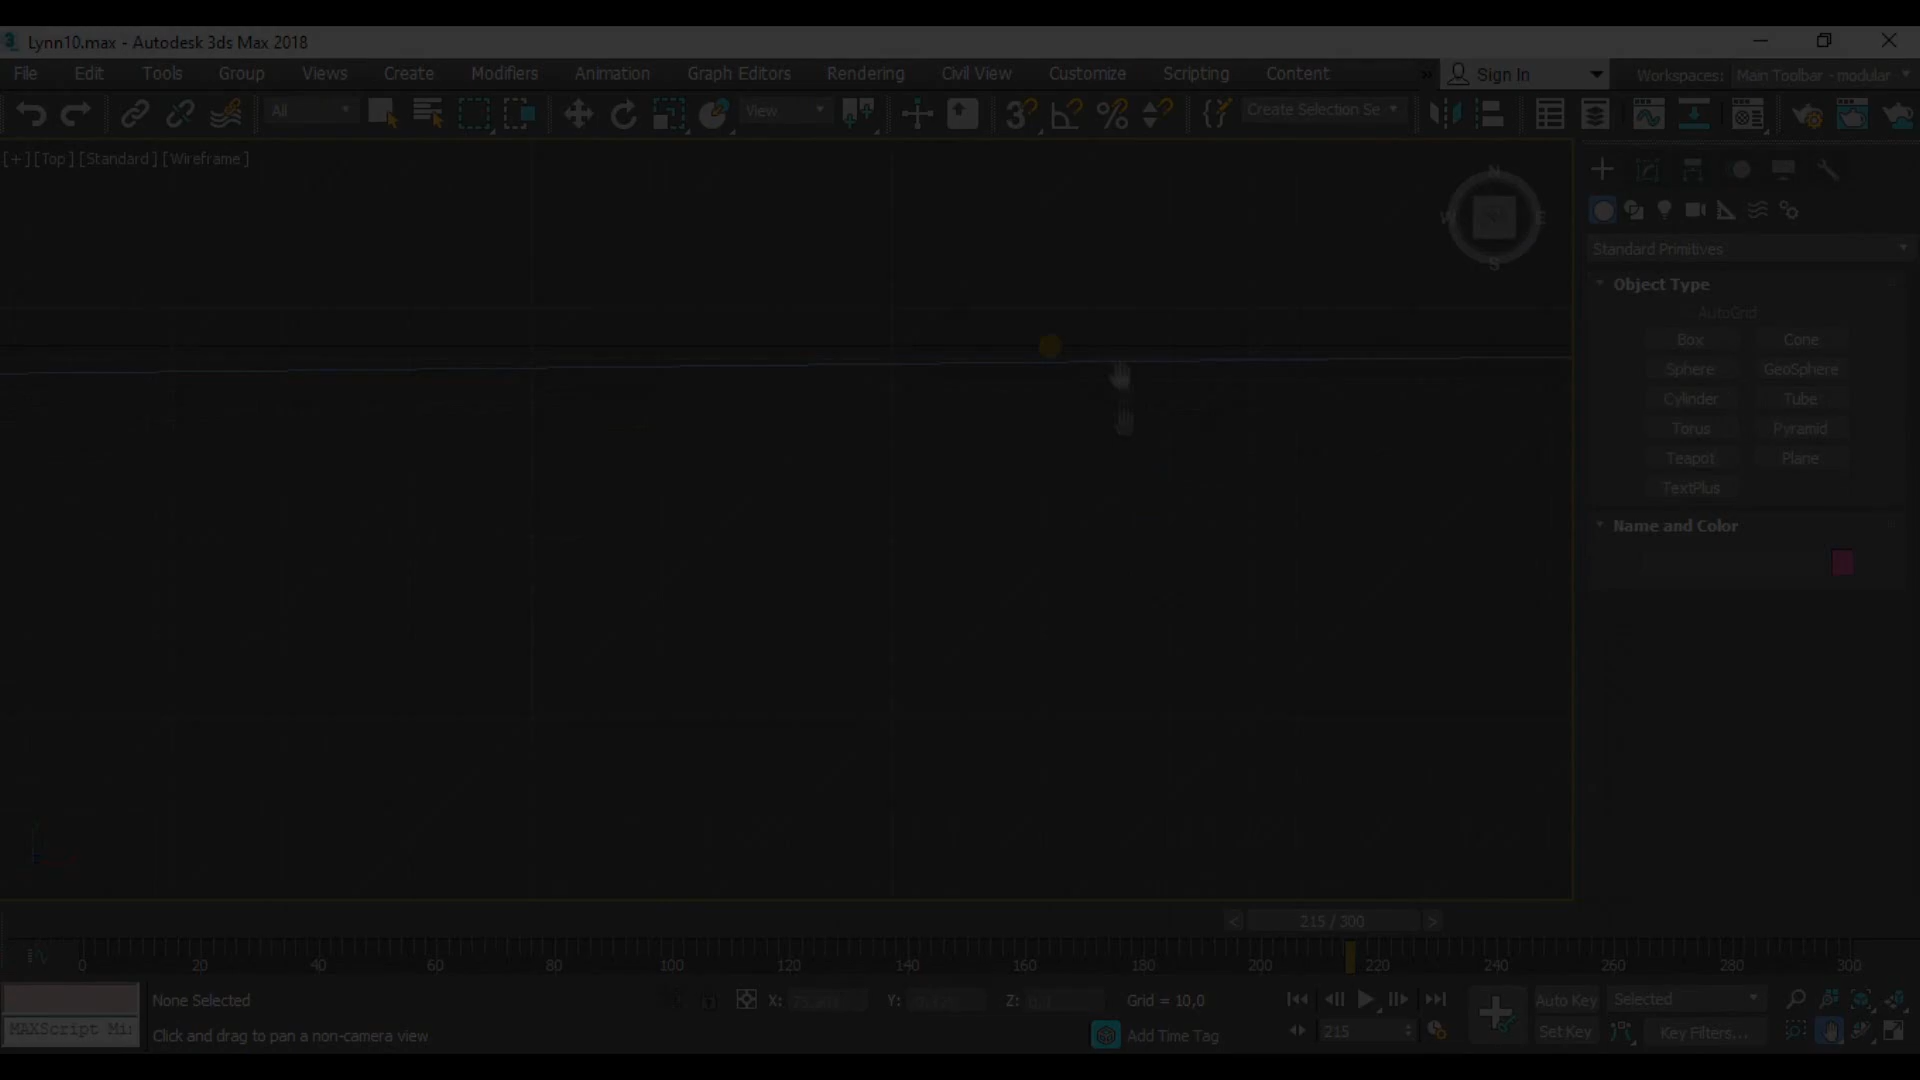 Lynn10.max - Autodesk 3ds Max 2018
File Edit Tools Group Views Create Modifiers Animation Graph Editors Rendering Civil View Customize Scripting Content » Sign In Workspaces: Main Toolbar - modular
All View Create Selection Se
[+] [Top] [Standard] [Wireframe]
N
W E
S
Standard Primitives
Object Type
AutoGrid
Box Cone
Sphere GeoSphere
Cylinder Tube
Torus Pyramid
Teapot Plane
TextPlus
Name and Color
< 215 / 300 >
0 20 40 60 80 100 120 140 160 180 200 220 240 260 280 300
None Selected X: Y: Z: Grid = 10,0 Auto Key Selected
MAXScript Mi Click and drag to pan a non-camera view Add Time Tag 215 Set Key Key Filters...